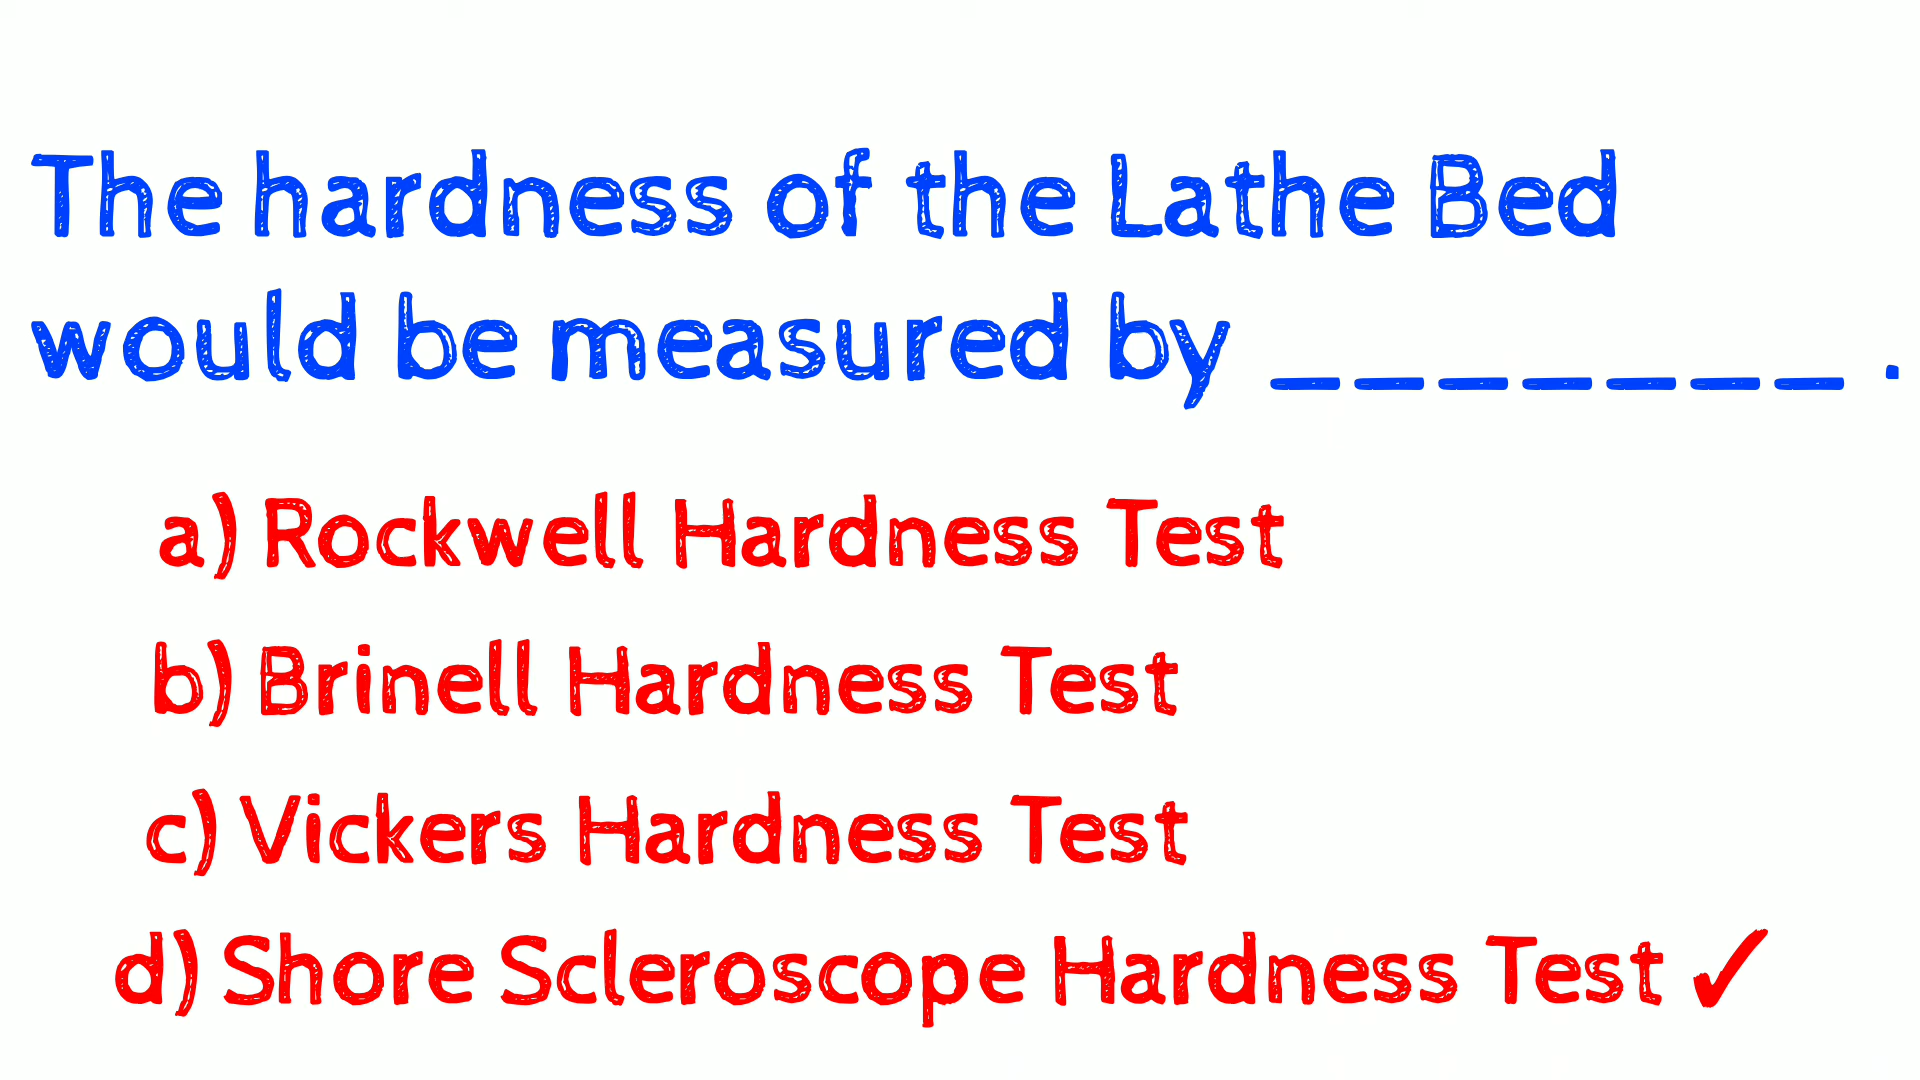 The hardness of the Lathe Bed
would be measured by _______ .
a) Rockwell Hardness Test
b) Brinell Hardness Test
c) Vickers Hardness Test
d) Shore Scleroscope Hardness Test ✓